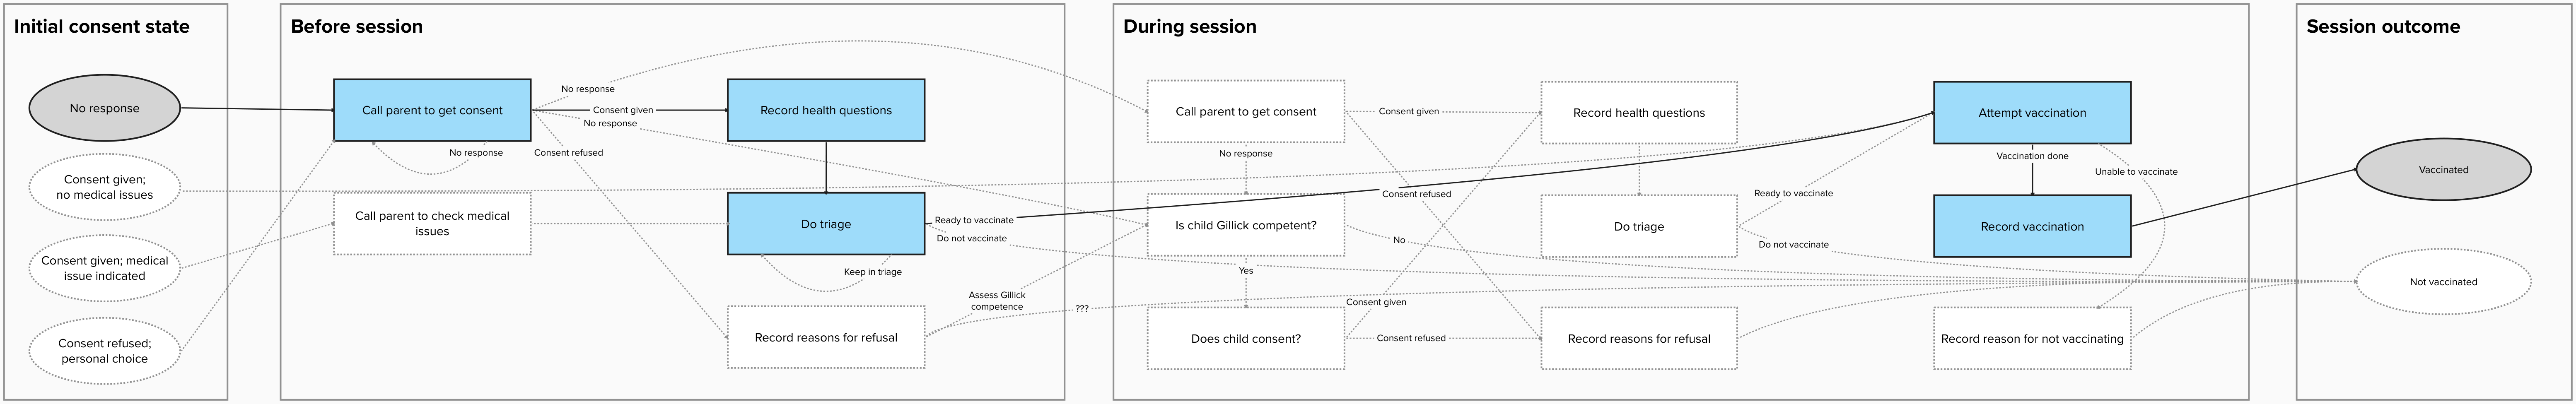 Initial consent state
No response
Consent given;
no medical issues
Consent given; medical
issue indicated
Consent refused;
personal choice
Before session
Call parent to get consent
No response
Consent given
No response
No response
Consent refused
Record health questions
Call parent to check medical
issues
Do triage
Ready to vaccinate
Do not vaccinate
Keep in triage
Assess Gillick
competence
???
Record reasons for refusal
During session
Call parent to get consent
Consent given
No response
Consent refused
Record health questions
Is child Gillick competent?
No
Yes
Do triage
Ready to vaccinate
Do not vaccinate
Consent given
Does child consent?
Consent refused
Record reasons for refusal
Attempt vaccination
Vaccination done
Unable to vaccinate
Record vaccination
Record reason for not vaccinating
Session outcome
Vaccinated
Not vaccinated